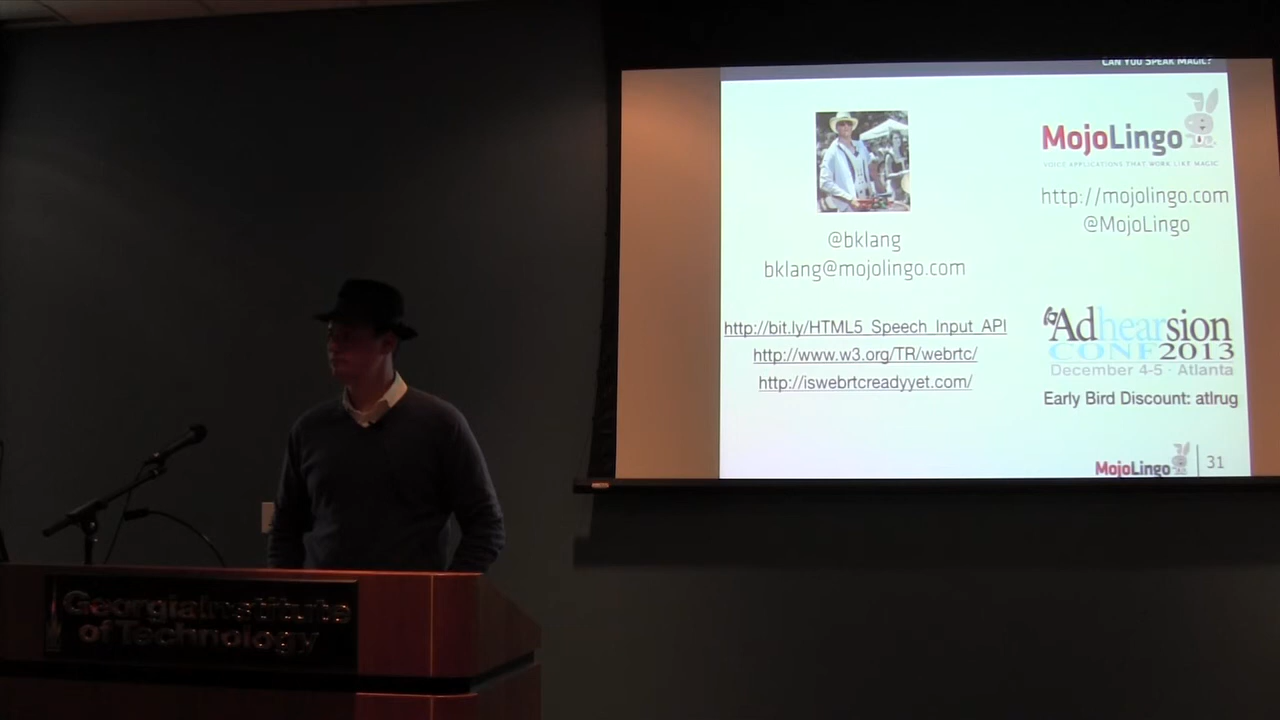 CAN YOU SPEAK MAGIC?
MojoLingo
VOICE APPLICATIONS THAT WORK LIKE MAGIC
http://mojolingo.com
@MojoLingo
@bklang
bklang@mojolingo.com
http://bit.ly/HTML5_Speech_Input_API
http://www.w3.org/TR/webrtc/
http://iswebrtcreadyyet.com/
Adhearsion
CONF 2013
December 4-5 · Atlanta
Early Bird Discount: atlrug
MojoLingo
31
Georgia Institute
of Technology